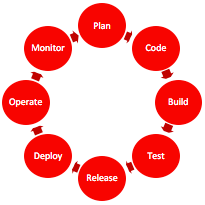 Plan
Code
Build
Test
Release
Deploy
Operate
Monitor